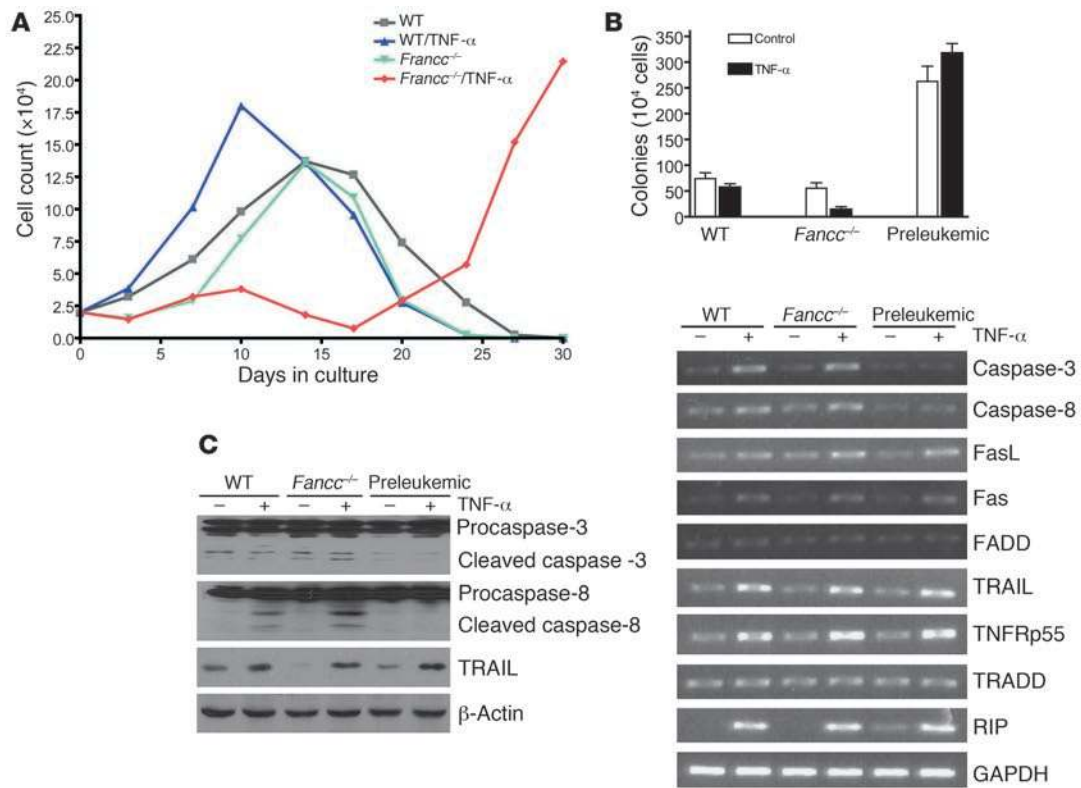 A
WT
WT/TNF-α
Francc⁻/⁻
Francc⁻/⁻/TNF-α
25.0
22.5
20.0
17.5
15.0
12.5
10.0
7.5
5.0
2.5
0.0
Cell count (×10⁴)
0 5 10 15 20 25 30
Days in culture
B
Control
TNF-α
350
300
250
200
150
100
50
0
Colonies (10⁴ cells)
WT Fancc⁻/⁻ Preleukemic
WT Fancc⁻/⁻ Preleukemic
− + − + − + TNF-α
Caspase-3
Caspase-8
FasL
Fas
FADD
TRAIL
TNFRp55
TRADD
RIP
GAPDH
C
WT Fancc⁻/⁻ Preleukemic
− + − + − + TNF-α
Procaspase-3
Cleaved caspase -3
Procaspase-8
Cleaved caspase-8
TRAIL
β-Actin